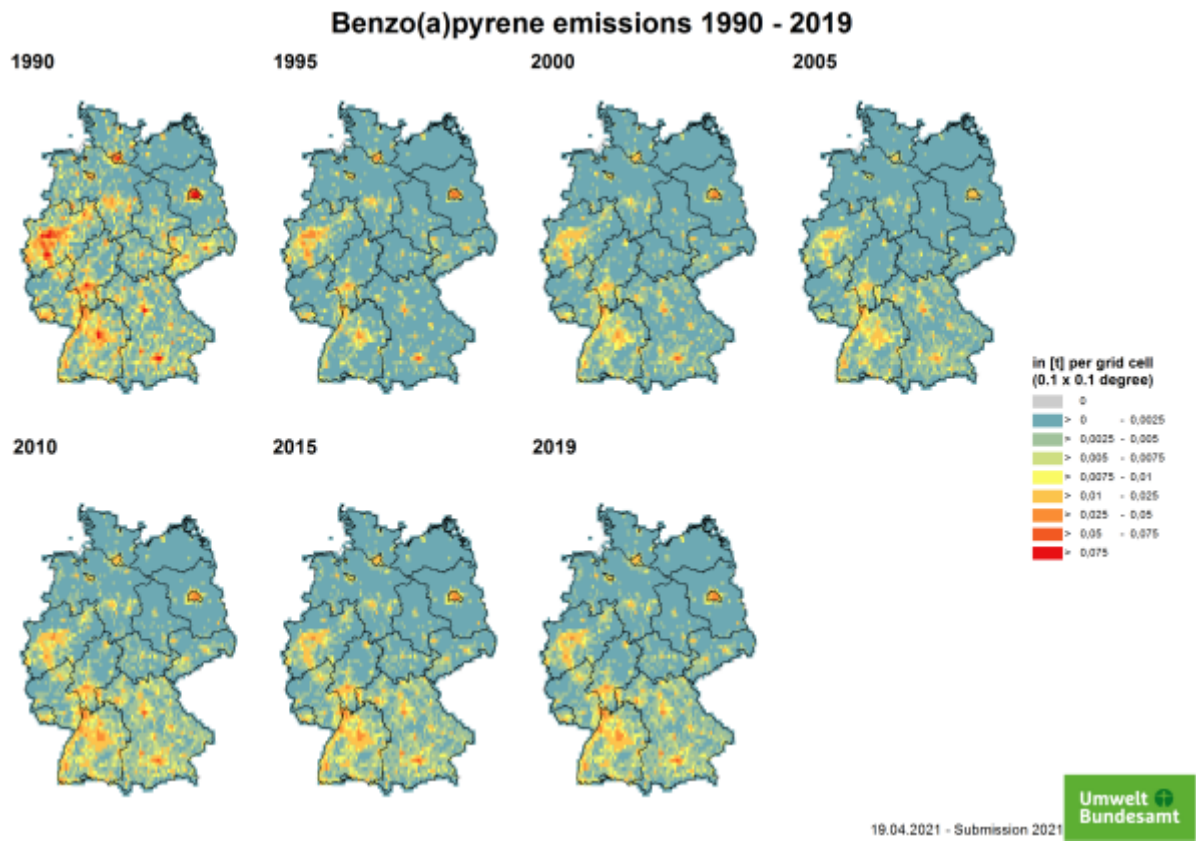 Benzo(a)pyrene emissions 1990 - 2019
1990
1995
2000
2005
in [t] per grid cell
(0.1 x 0.1 degree)
0
> 0 - 0,0025
> 0,0025 - 0,005
> 0,005 - 0,0075
> 0,0075 - 0,01
> 0,01 - 0,025
> 0,025 - 0,05
> 0,05 - 0,075
> 0,075
2010
2015
2019
Umwelt
Bundesamt
19.04.2021 - Submission 2021